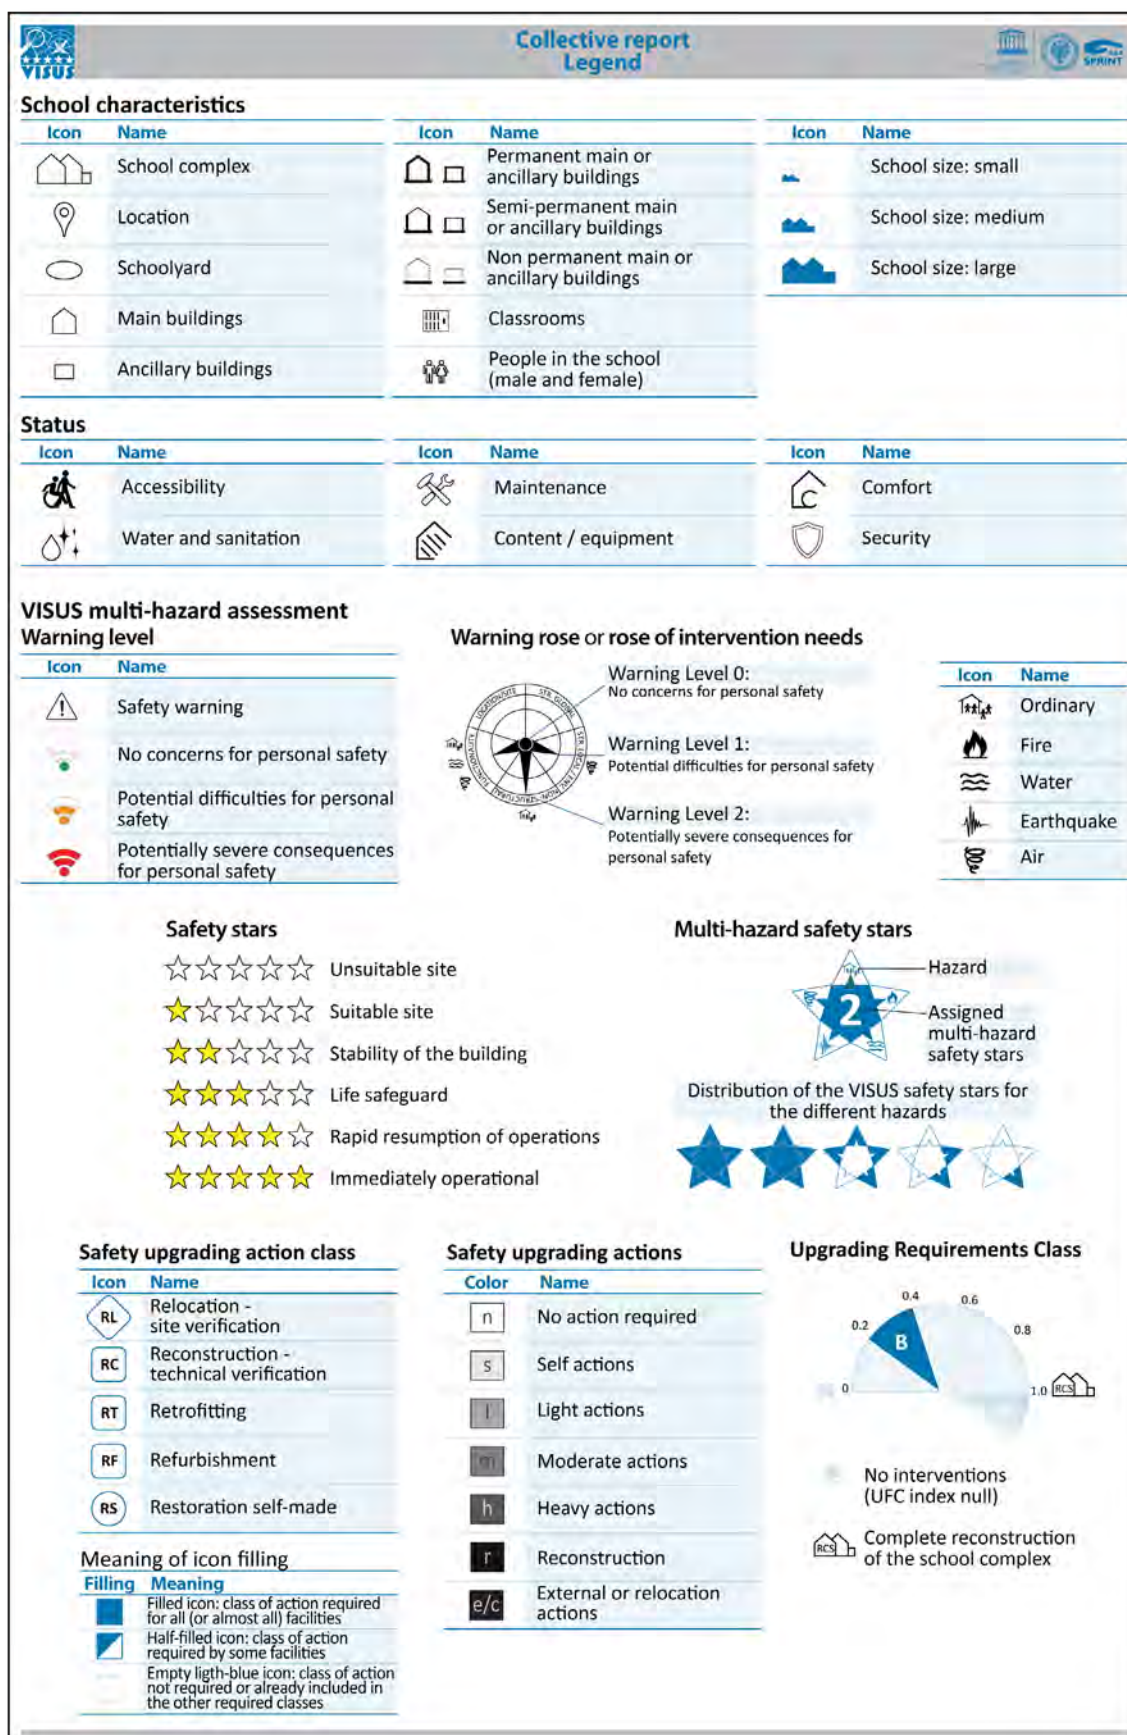 VISUS
Collective report
Legend
SPRINT
School characteristics
Icon Name
School complex
Location
Schoolyard
Main buildings
Ancillary buildings
Icon Name
Permanent main or
ancillary buildings
Semi-permanent main
or ancillary buildings
Non permanent main or
ancillary buildings
Classrooms
People in the school
(male and female)
Icon Name
School size: small
School size: medium
School size: large
Status
Icon Name
Accessibility
Water and sanitation
Icon Name
Maintenance
Content / equipment
Icon Name
C
Comfort
Security
VISUS multi-hazard assessment
Warning level
Icon Name
Safety warning
No concerns for personal safety
Potential difficulties for personal
safety
Potentially severe consequences
for personal safety
Warning rose or rose of intervention needs
LOCATION/SITE
STR. GLOBAL
STR. LOCAL / ENV.
NON-STRUCTURAL
FUNCTIONALITY
Warning Level 0:
No concerns for personal safety
Warning Level 1:
Potential difficulties for personal safety
Warning Level 2:
Potentially severe consequences for
personal safety
Icon Name
Ordinary
Fire
Water
Earthquake
Air
Safety stars
Unsuitable site
Suitable site
Stability of the building
Life safeguard
Rapid resumption of operations
Immediately operational
Multi-hazard safety stars
2
Hazard
Assigned
multi-hazard
safety stars
Distribution of the VISUS safety stars for
the different hazards
Safety upgrading action class
Icon Name
RL Relocation -
site verification
RC Reconstruction -
technical verification
RT Retrofitting
RF Refurbishment
RS Restoration self-made
Meaning of icon filling
Filling Meaning
Filled icon: class of action required
for all (or almost all) facilities
Half-filled icon: class of action
required by some facilities
Empty ligth-blue icon: class of action
not required or already included in
the other required classes
Safety upgrading actions
Color Name
n No action required
s Self actions
l Light actions
m Moderate actions
h Heavy actions
r Reconstruction
e/c External or relocation
actions
Upgrading Requirements Class
0
0.2
0.4
0.6
0.8
1.0
B
RCS
No interventions
(UFC index null)
RCS Complete reconstruction
of the school complex